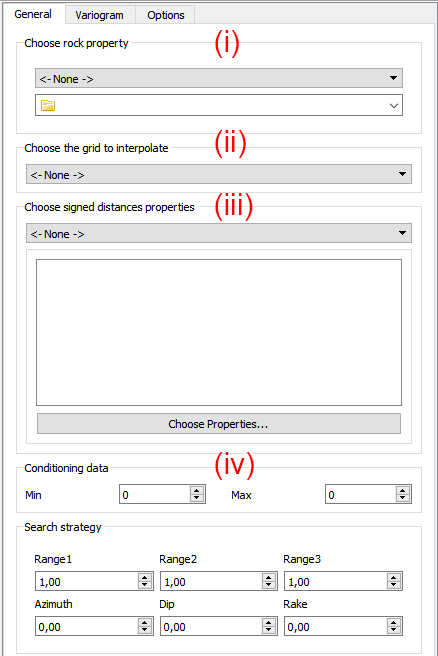 General Variogram Options
Choose rock property (i)
<- None ->
Choose the grid to interpolate (ii)
<- None ->
Choose signed distances properties (iii)
<- None ->
Choose Properties...
Conditioning data (iv)
Min 0 Max 0
Search strategy
Range1 Range2 Range3
1,00 1,00 1,00
Azimuth Dip Rake
0,00 0,00 0,00